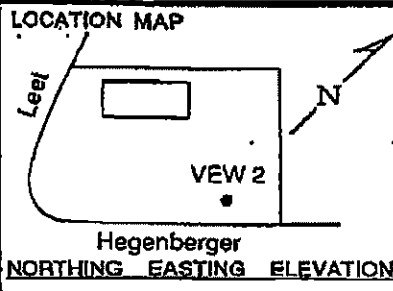 LOCATION MAP
Leet
N
VEW 2
Hegenberger
NORTHING EASTING ELEVATION